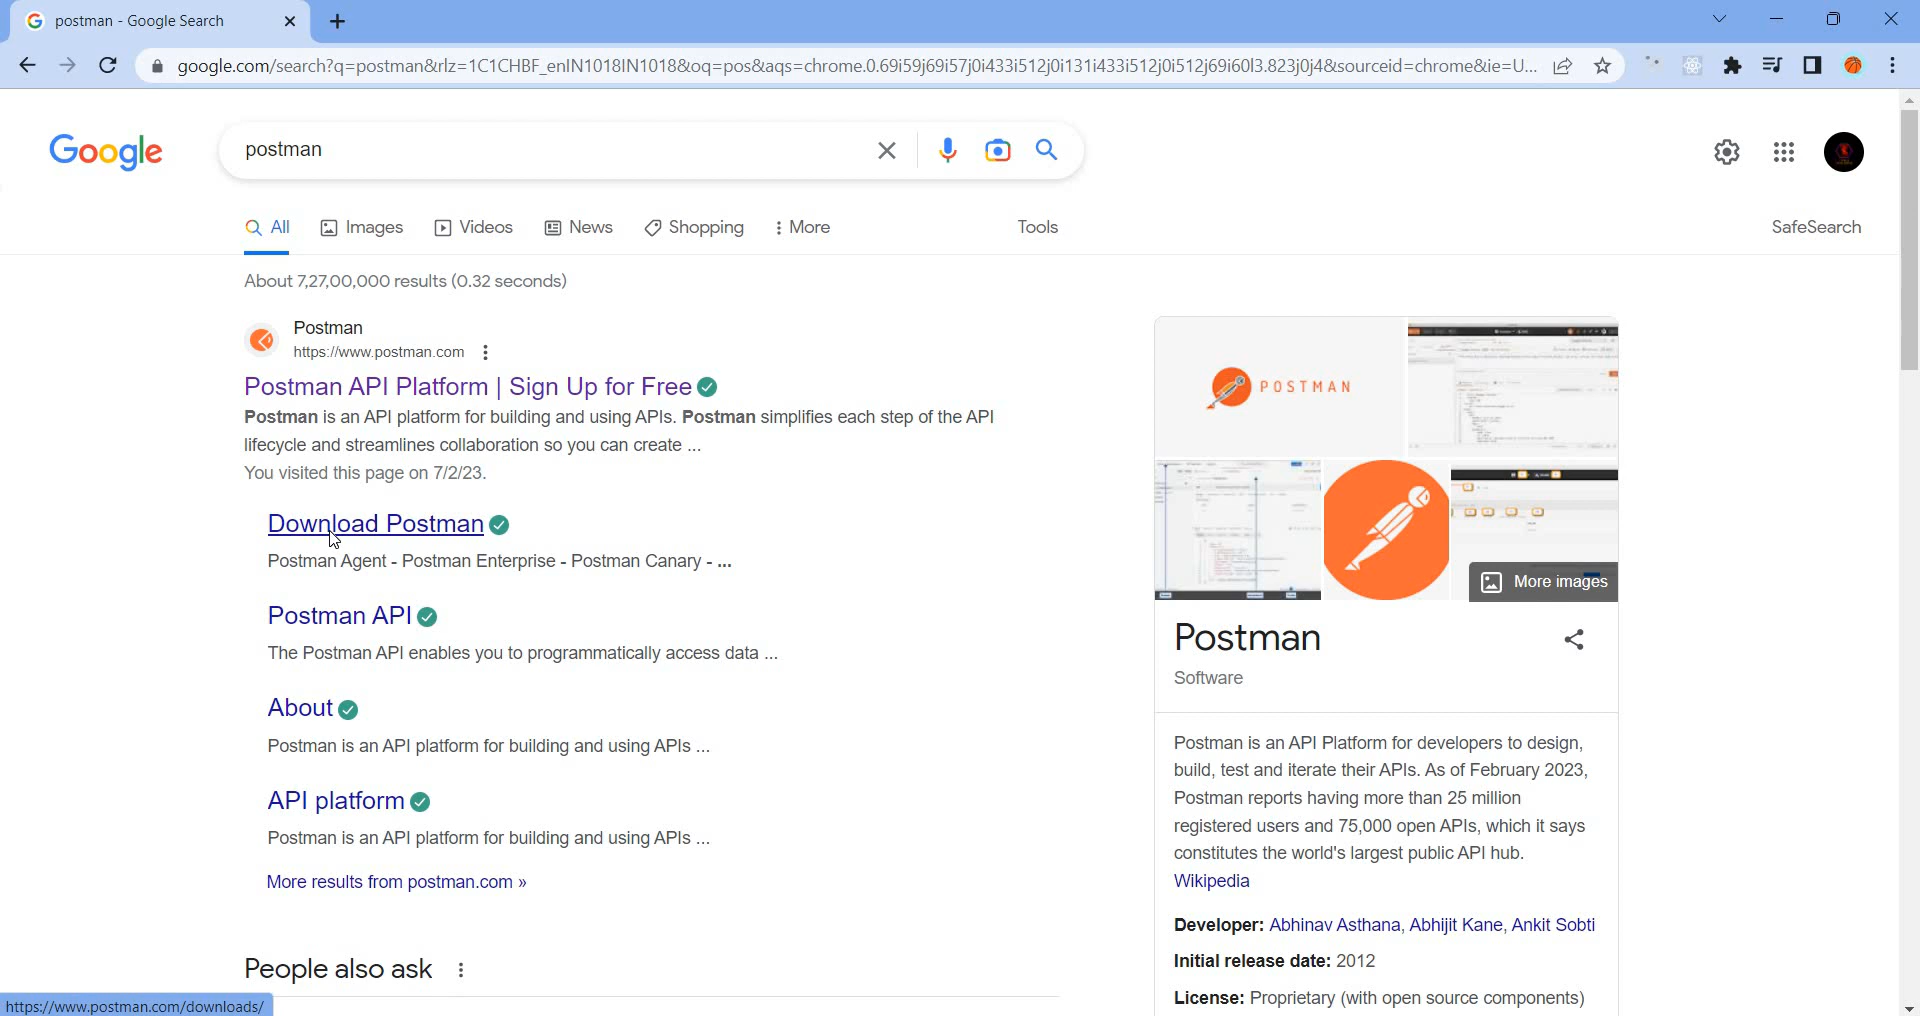 postman - Google Search
google.com/search?q=postman&rlz=1C1CHBF_enIN1018IN1018&oq=pos&aqs=chrome.0.69i59j69i57j0i433i512j0i131i433i512j0i512j69i60l3.823j0j4&sourceid=chrome&ie=U...
Google
postman
All Images Videos News Shopping More Tools SafeSearch
About 7,27,00,000 results (0.32 seconds)
Postman
https://www.postman.com
Postman API Platform | Sign Up for Free
Postman is an API platform for building and using APIs. Postman simplifies each step of the API
lifecycle and streamlines collaboration so you can create ...
You visited this page on 7/2/23.
Download Postman
Postman Agent - Postman Enterprise - Postman Canary - ...
Postman API
The Postman API enables you to programmatically access data ...
About
Postman is an API platform for building and using APIs ...
API platform
Postman is an API platform for building and using APIs ...
More results from postman.com »
People also ask
https://www.postman.com/downloads/
POSTMAN
More images
Postman
Software
Postman is an API Platform for developers to design,
build, test and iterate their APIs. As of February 2023,
Postman reports having more than 25 million
registered users and 75,000 open APIs, which it says
constitutes the world's largest public API hub.
Wikipedia
Developer: Abhinav Asthana, Abhijit Kane, Ankit Sobti
Initial release date: 2012
License: Proprietary (with open source components)